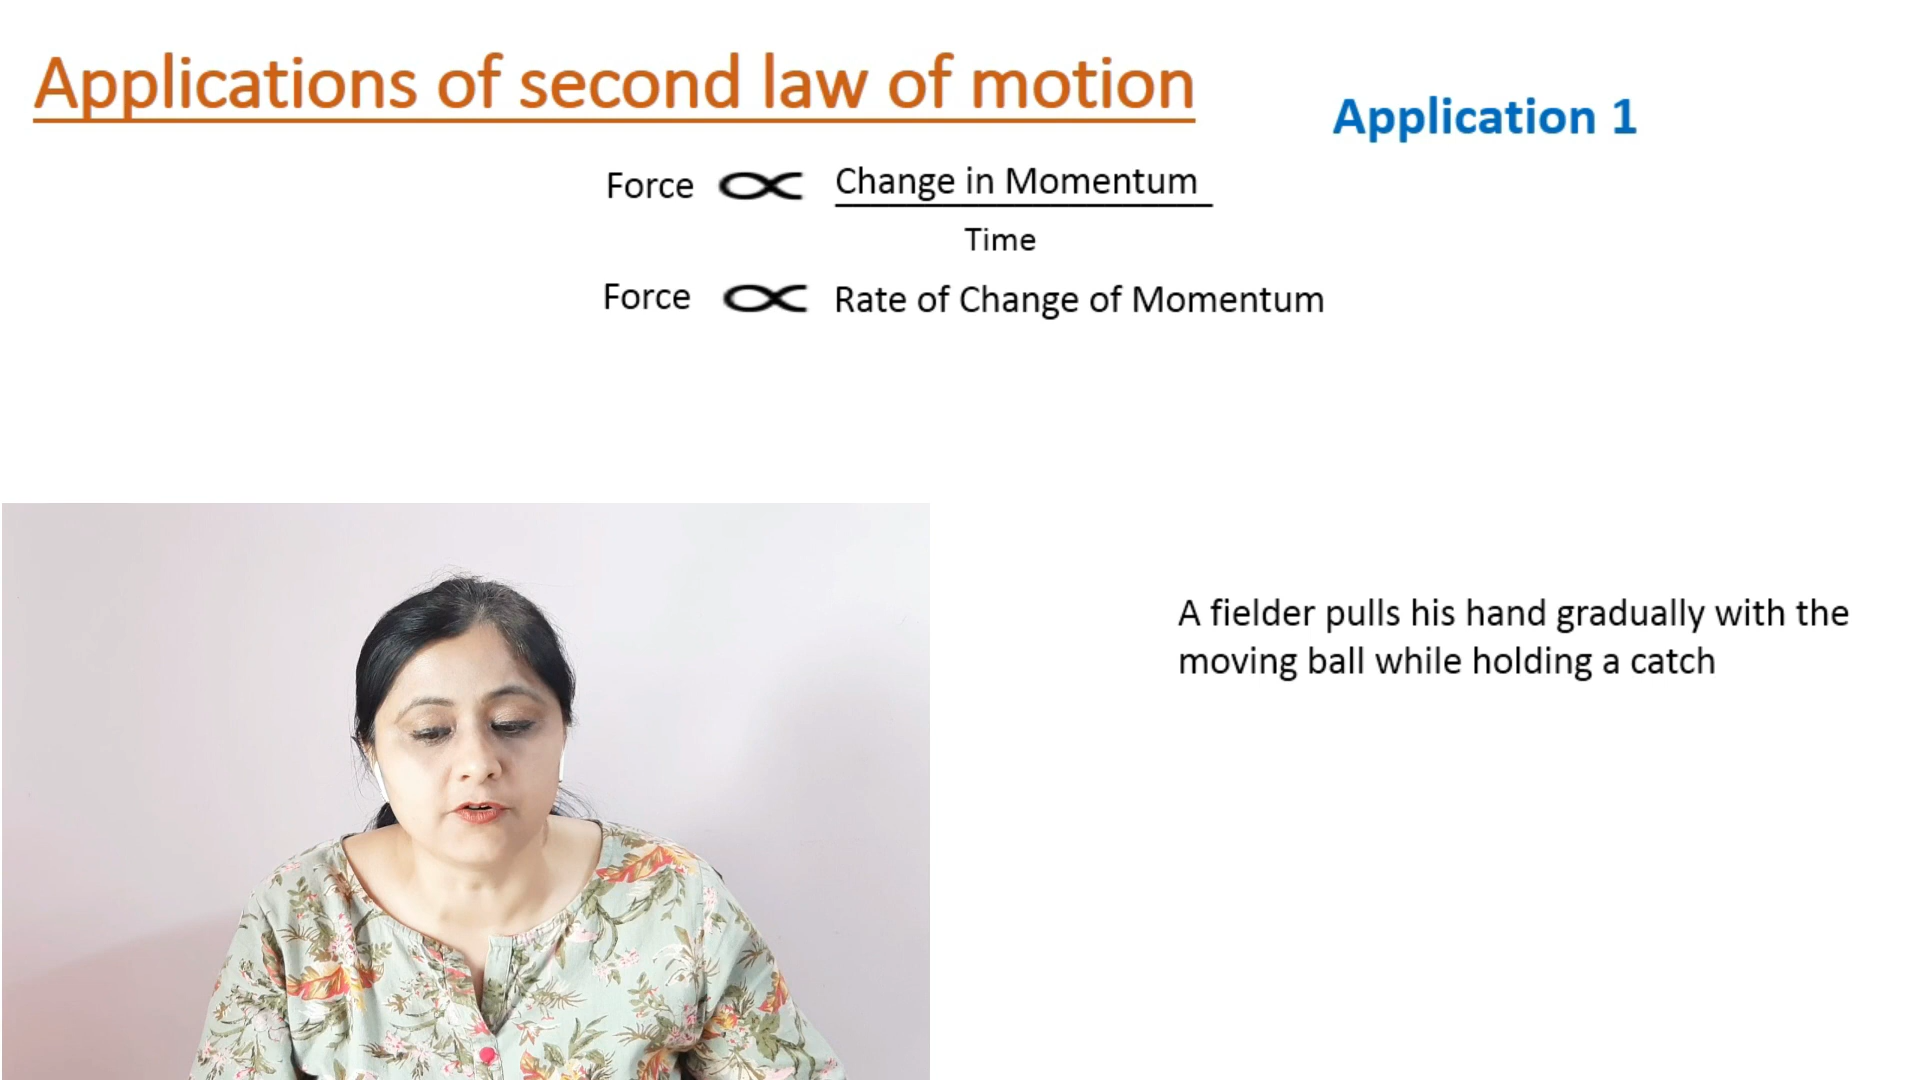 Applications of second law of motion
Application 1
Force ∝ Change in Momentum
Time
Force ∝ Rate of Change of Momentum
A fielder pulls his hand gradually with the
moving ball while holding a catch